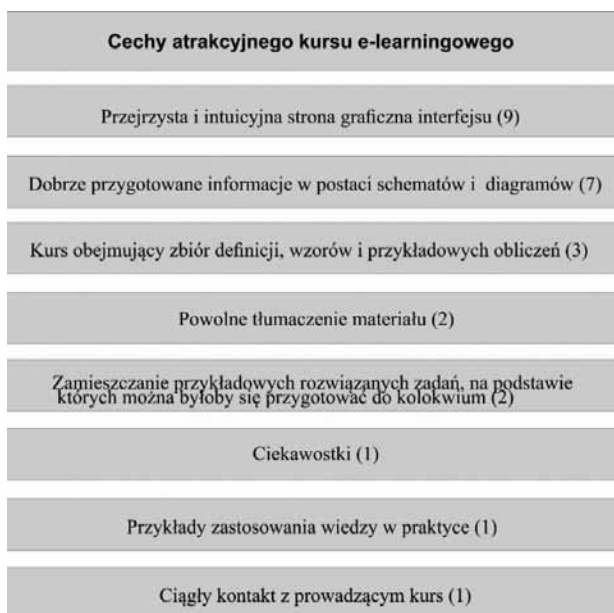 Cechy atrakcyjnego kursu e-learningowego
Przejrzysta i intuicyjna strona graficzna interfejsu (9)
Dobrze przygotowane informacje w postaci schematów i diagramów (7)
Kurs obejmujący zbiór definicji, wzorów i przykładowych obliczeń (3)
Powolne tłumaczenie materiału (2)
Zamieszczanie przykładowych rozwiązanych zadań, na podstawie
których można byłoby się przygotować do kolokwium (2)
Ciekawostki (1)
Przykłady zastosowania wiedzy w praktyce (1)
Ciągły kontakt z prowadzącym kurs (1)